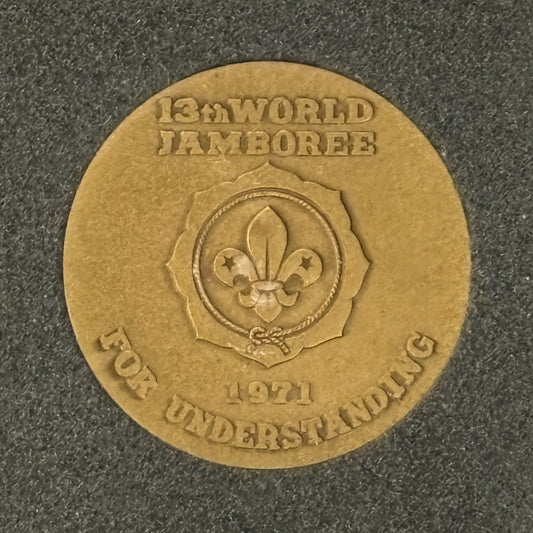 13th WORLD
JAMBOREE
1971
FOR UNDERSTANDING